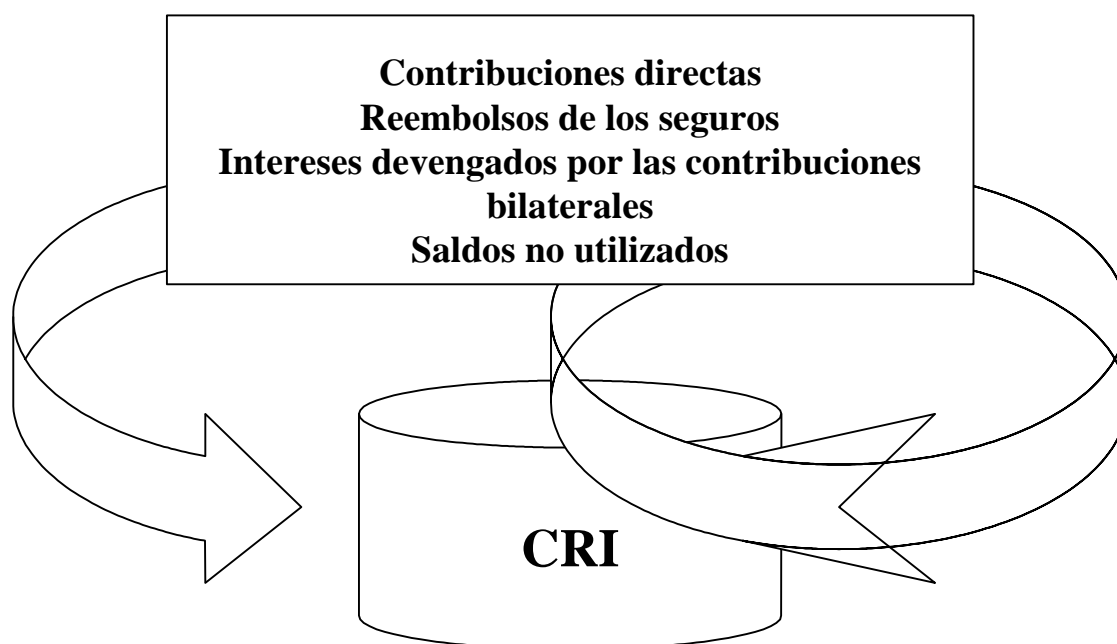 Contribuciones directas
Reembolsos de los seguros
Intereses devengados por las contribuciones
bilaterales
Saldos no utilizados
CRI